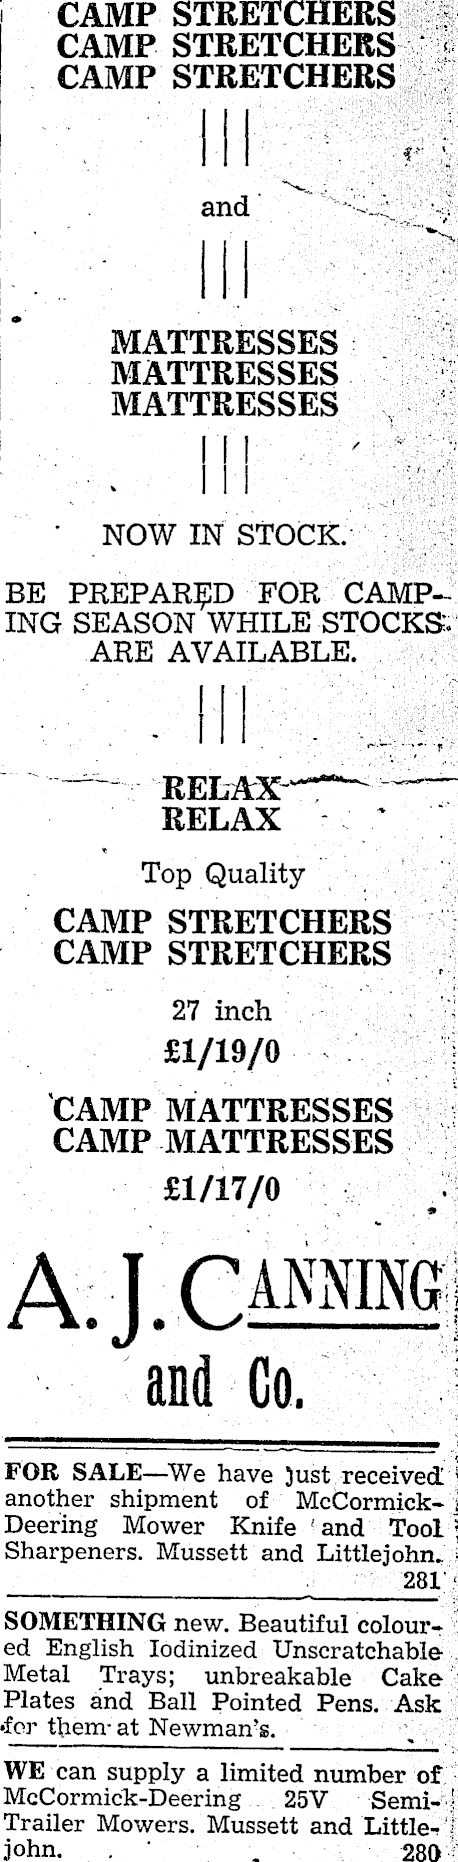 CAMP STRETCHERS
CAMP STRETCHERS
CAMP STRETCHERS
and
MATTRESSES
MATTRESSES
MATTRESSES
NOW IN STOCK.
BE PREPARED FOR CAMP-
ING SEASON WHILE STOCKS
ARE AVAILABLE.
RELAX
RELAX
Top Quality
CAMP STRETCHERS
CAMP STRETCHERS
27 inch
£1/19/0
CAMP MATTRESSES
CAMP MATTRESSES
£1/17/0
A. J. CANNING
and Co.
FOR SALE—We have just received
another shipment of McCormick-
Deering Mower Knife and Tool
Sharpeners. Mussett and Littlejohn.
281
SOMETHING new. Beautiful colour-
ed English Iodinized Unscratchable
Metal Trays; unbreakable Cake
Plates and Ball Pointed Pens. Ask
for them at Newman's.
WE can supply a limited number of
McCormick-Deering 25V Semi-
Trailer Mowers. Mussett and Little-
john. 280